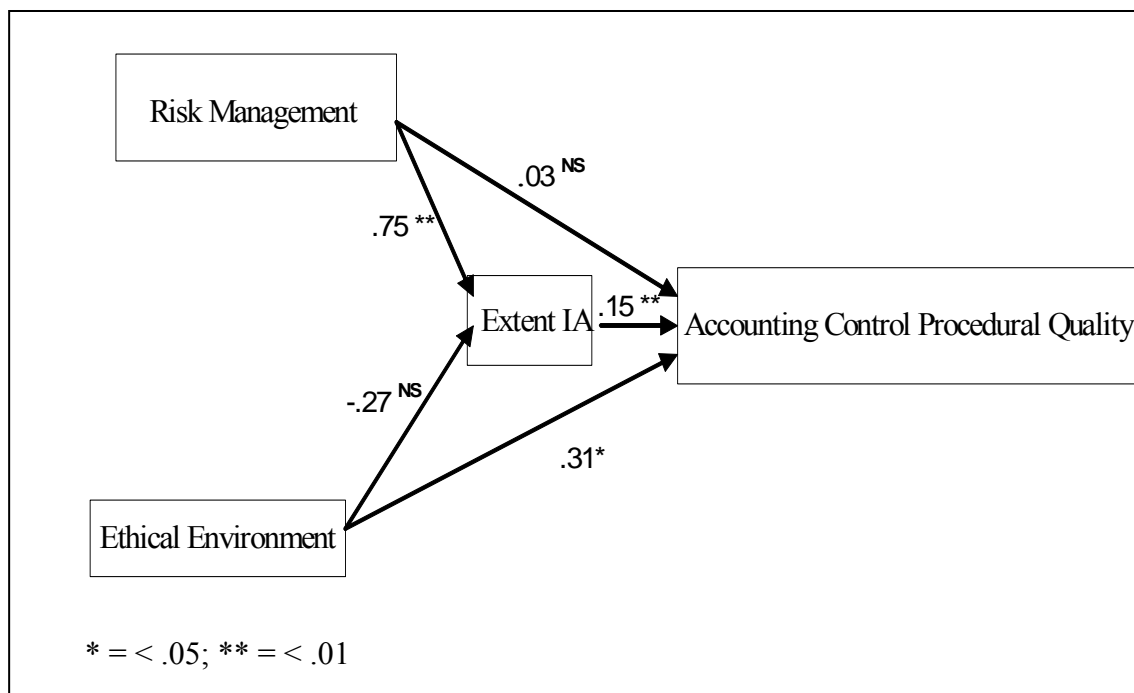 Risk Management
.03 NS
.75 **
Extent IA
.15 **
Accounting Control Procedural Quality
-.27 NS
.31*
Ethical Environment
* = < .05; ** = < .01